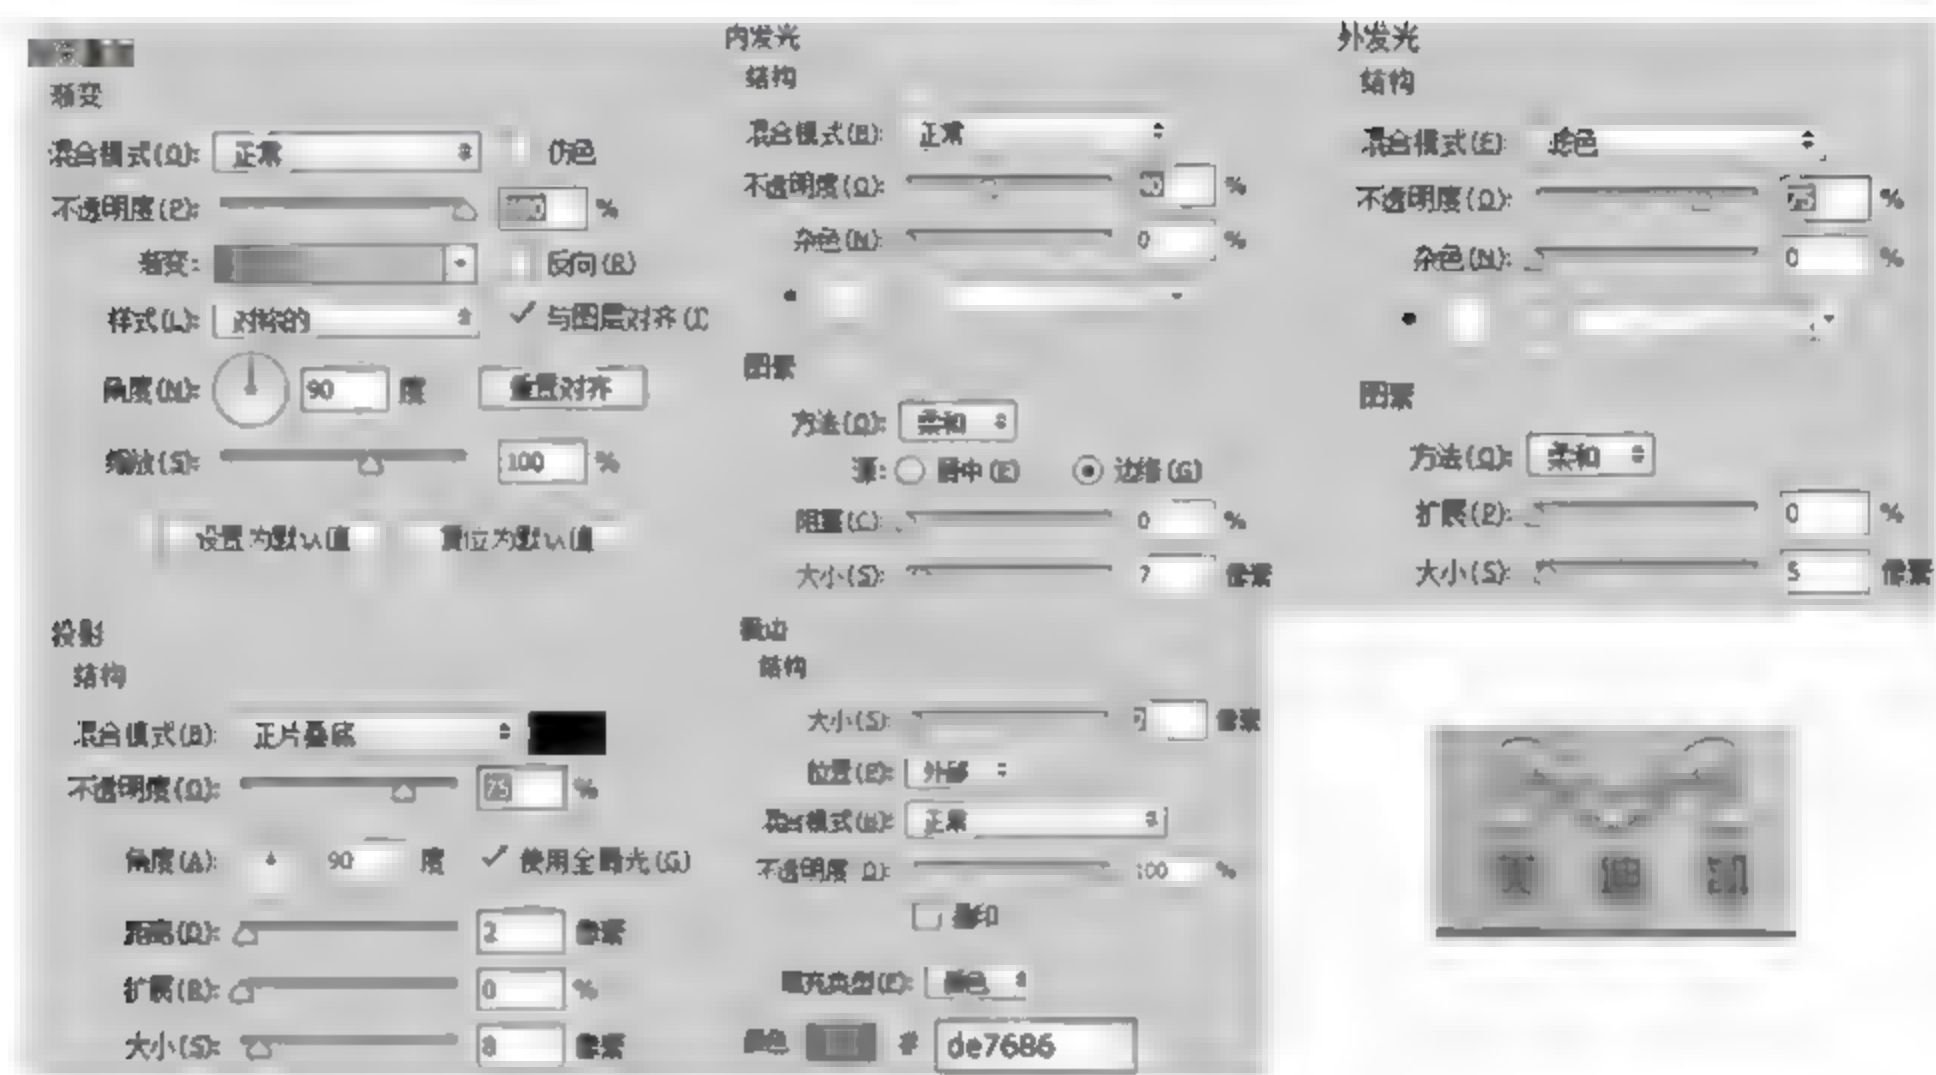 渐变
混合模式(O): 正常 仿色
不透明度(P): %
渐变: 反向(R)
样式(L): 对称的 与图层对齐(I)
角度(N): 90 度 重置对齐
缩放(S): 100 %
设置为默认值 复位为默认值
投影
结构
混合模式(B): 正片叠底
不透明度(O): 75 %
角度(A): 90 度 使用全局光(G)
距离(D): 2 像素
扩展(R): 0 %
大小(S): 8 像素
内发光
结构
混合模式(B): 正常
不透明度(O): %
杂色(N): 0 %
图素
方法(Q): 柔和
源: 居中(E) 边缘(G)
阻塞(C): 0 %
大小(S): 7 像素
描边
结构
大小(S): 像素
位置(P): 外部
混合模式(B): 正常
不透明度(O): 100 %
叠印
填充类型(F): 颜色
颜色 # de7686
外发光
结构
混合模式(E): 滤色
不透明度(O): %
杂色(N): 0 %
图素
方法(Q): 柔和
扩展(P): 0 %
大小(S): 5 像素